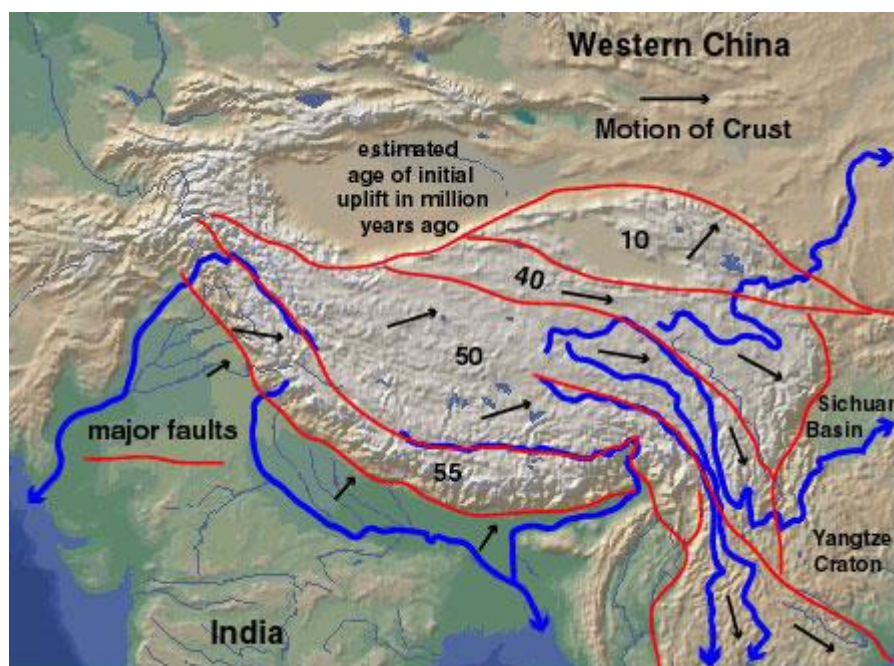 Western China
Motion of Crust
estimated
age of initial
uplift in million
years ago
10
40
50
Sichuan
Basin
major faults
55
Yangtze
Craton
India